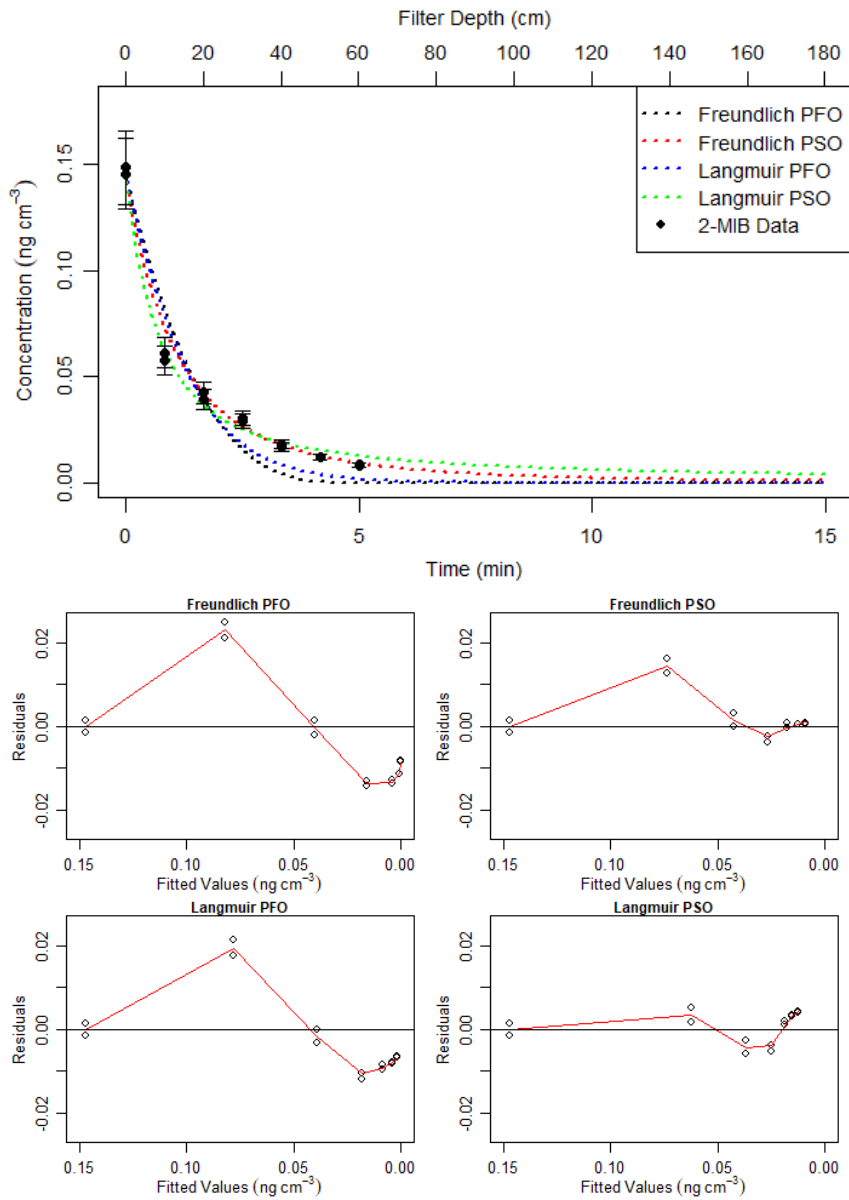 Filter Depth (cm)
0 20 40 60 80 100 120 140 160 180
Concentration (ng cm⁻³)
0.00 0.05 0.10 0.15
Freundlich PFO
Freundlich PSO
Langmuir PFO
Langmuir PSO
2-MIB Data
0 5 10 15
Time (min)
Freundlich PFO
Residuals
-0.02 0.00 0.02
0.15 0.10 0.05 0.00
Fitted Values (ng cm⁻³)
Freundlich PSO
Residuals
-0.02 0.00 0.02
0.15 0.10 0.05 0.00
Fitted Values (ng cm⁻³)
Langmuir PFO
Residuals
-0.02 0.00 0.02
0.15 0.10 0.05 0.00
Fitted Values (ng cm⁻³)
Langmuir PSO
Residuals
-0.02 0.00 0.02
0.15 0.10 0.05 0.00
Fitted Values (ng cm⁻³)